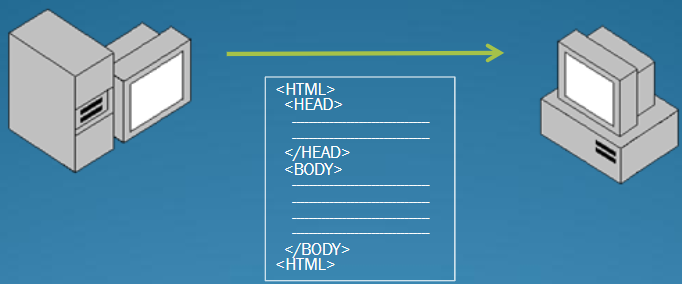 <HTML>
<HEAD>
</HEAD>
<BODY>
</BODY>
<HTML>